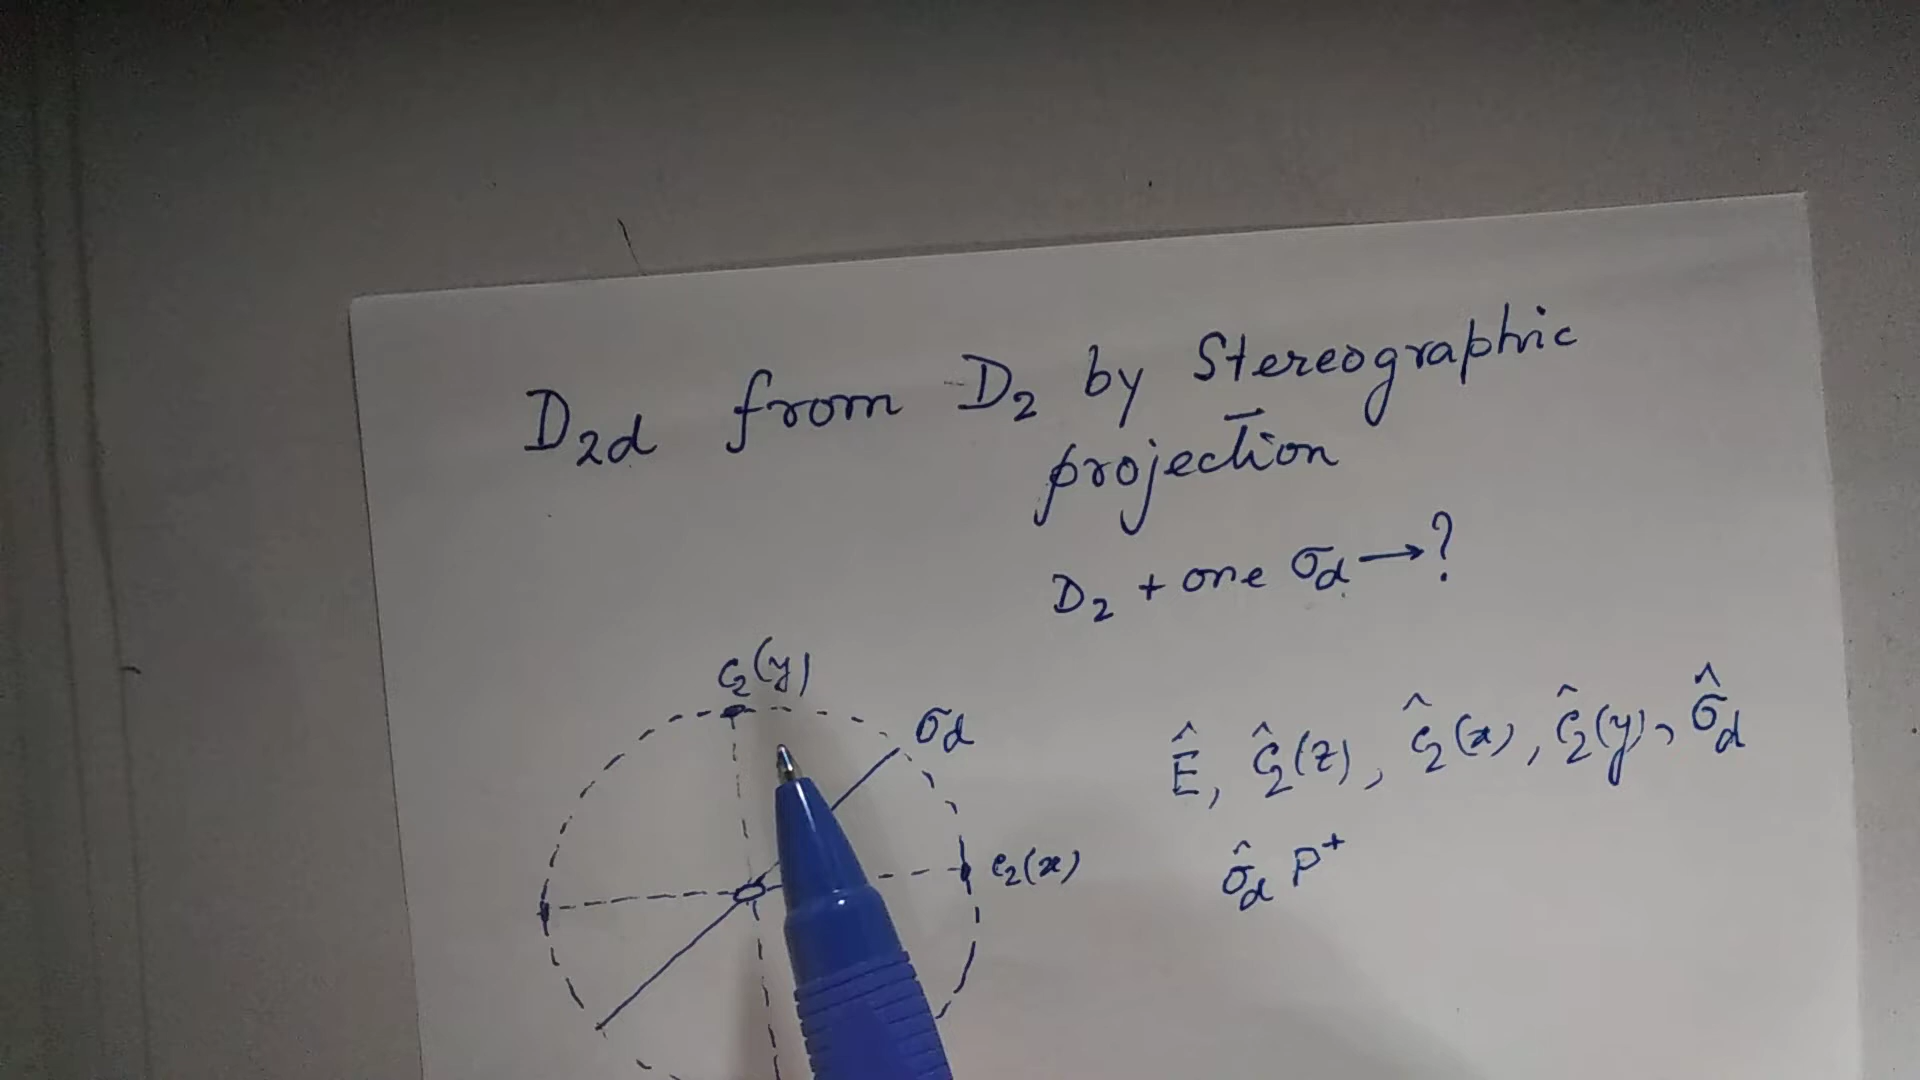 D₂d from D₂ by Stereographic
projection
D₂ + one σd → ?
C₂(y)
σd
Ê, Ĉ₂(z), Ĉ₂(x), Ĉ₂(y), σ̂d
C₂(x)
σ̂d P⁺